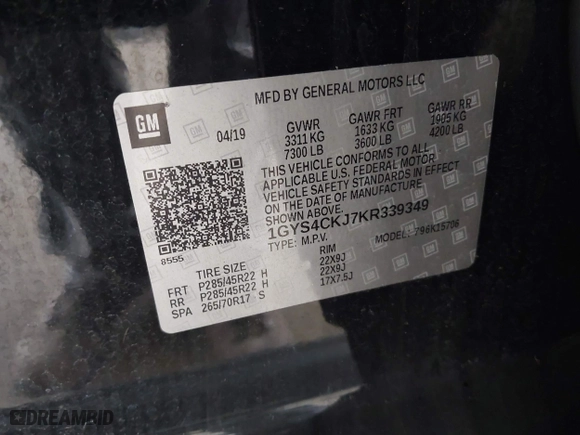 MFD BY GENERAL MOTORS LLC
GM
04/19
GVWR GAWR FRT GAWR RR
3311 KG 1633 KG 1905 KG
7300 LB 3600 LB 4200 LB
THIS VEHICLE CONFORMS TO ALL
APPLICABLE U.S. FEDERAL MOTOR
VEHICLE SAFETY STANDARDS IN EFFECT
ON THE DATE OF MANUFACTURE
SHOWN ABOVE.
1GYS4CKJ7KR339349
TYPE: M.P.V. MODEL: 796K15706
8555
TIRE SIZE RIM
FRT P285/45R22 H 22X9J
RR P285/45R22 H 22X9J
SPA 265/70R17 S 17X7.5J
DREAMBID